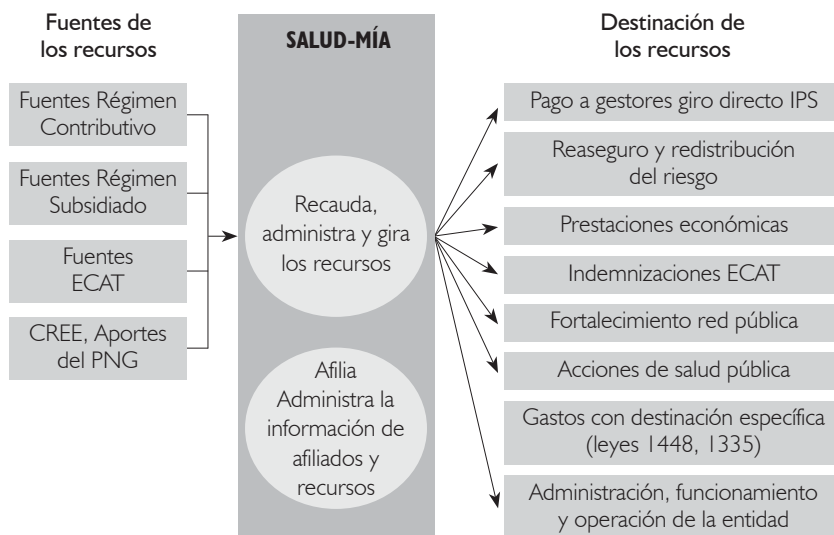 Fuentes de
los recursos
Fuentes Régimen
Contributivo
Fuentes Régimen
Subsidiado
Fuentes
ECAT
CREE, Aportes
del PNG
SALUD-MÍA
Recauda,
administra y gira
los recursos
Afilia
Administra la
información de
afiliados y
recursos
Destinación de
los recursos
Pago a gestores giro directo IPS
Reaseguro y redistribución
del riesgo
Prestaciones económicas
Indemnizaciones ECAT
Fortalecimiento red pública
Acciones de salud pública
Gastos con destinación específica
(leyes 1448, 1335)
Administración, funcionamiento
y operación de la entidad